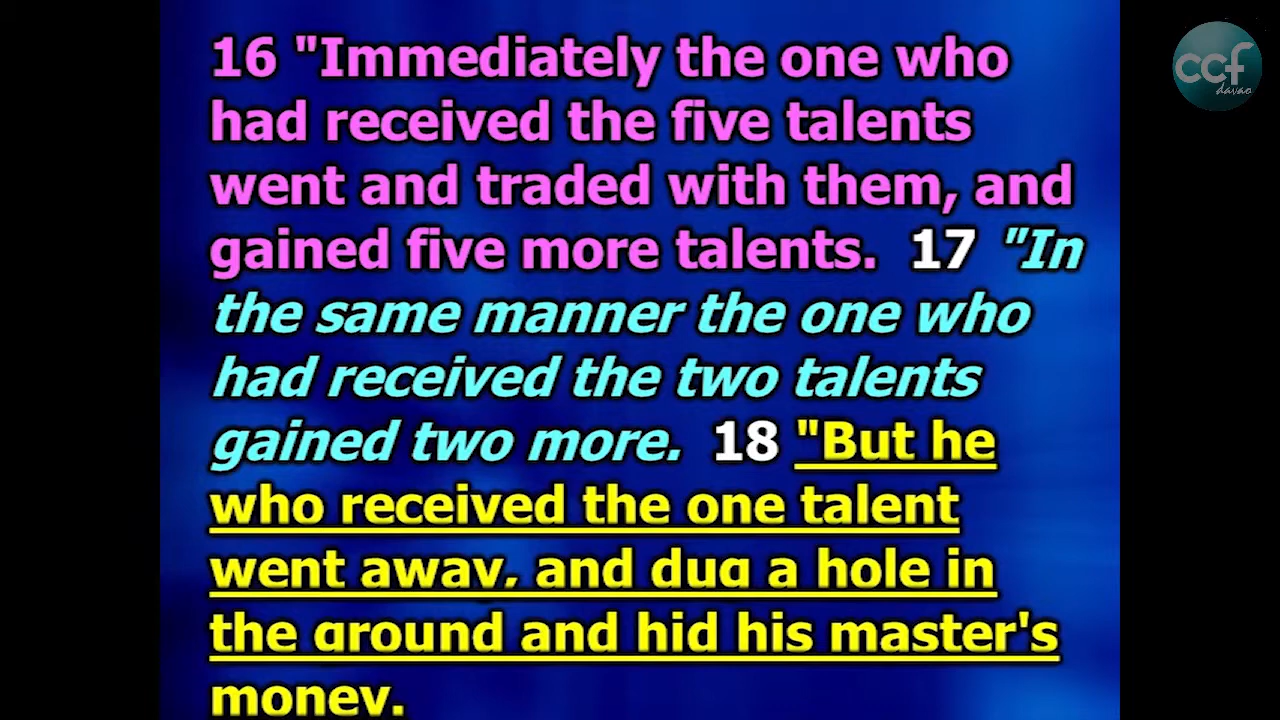 16 "Immediately the one who
had received the five talents
went and traded with them, and
gained five more talents. 17 "In
the same manner the one who
had received the two talents
gained two more. 18 "But he
who received the one talent
went away, and dug a hole in
the ground and hid his master's
money.
ccf
davao